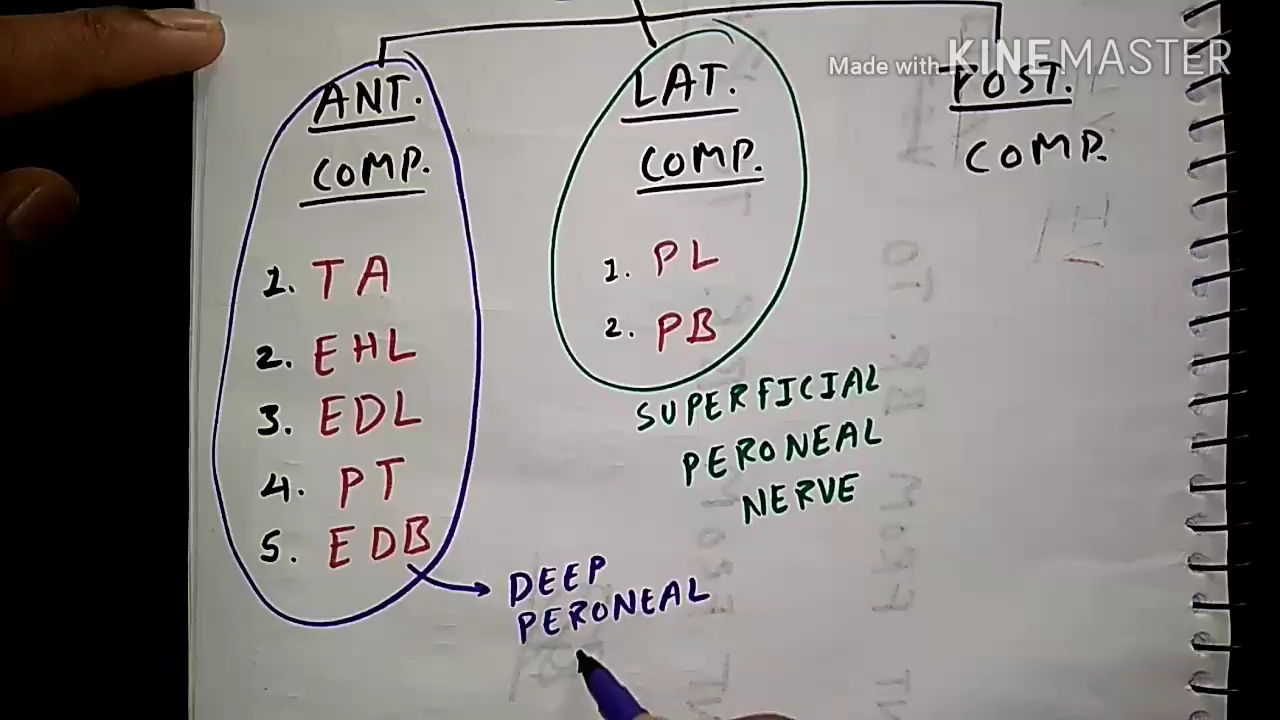 Made with KINEMASTER
ANT.
COMP.
1. TA
2. EHL
3. EDL
4. PT
5. EDB
LAT.
COMP.
1. PL
2. PB
SUPERFICIAL
PERONEAL
NERVE
POST.
COMP.
DEEP
PERONEAL